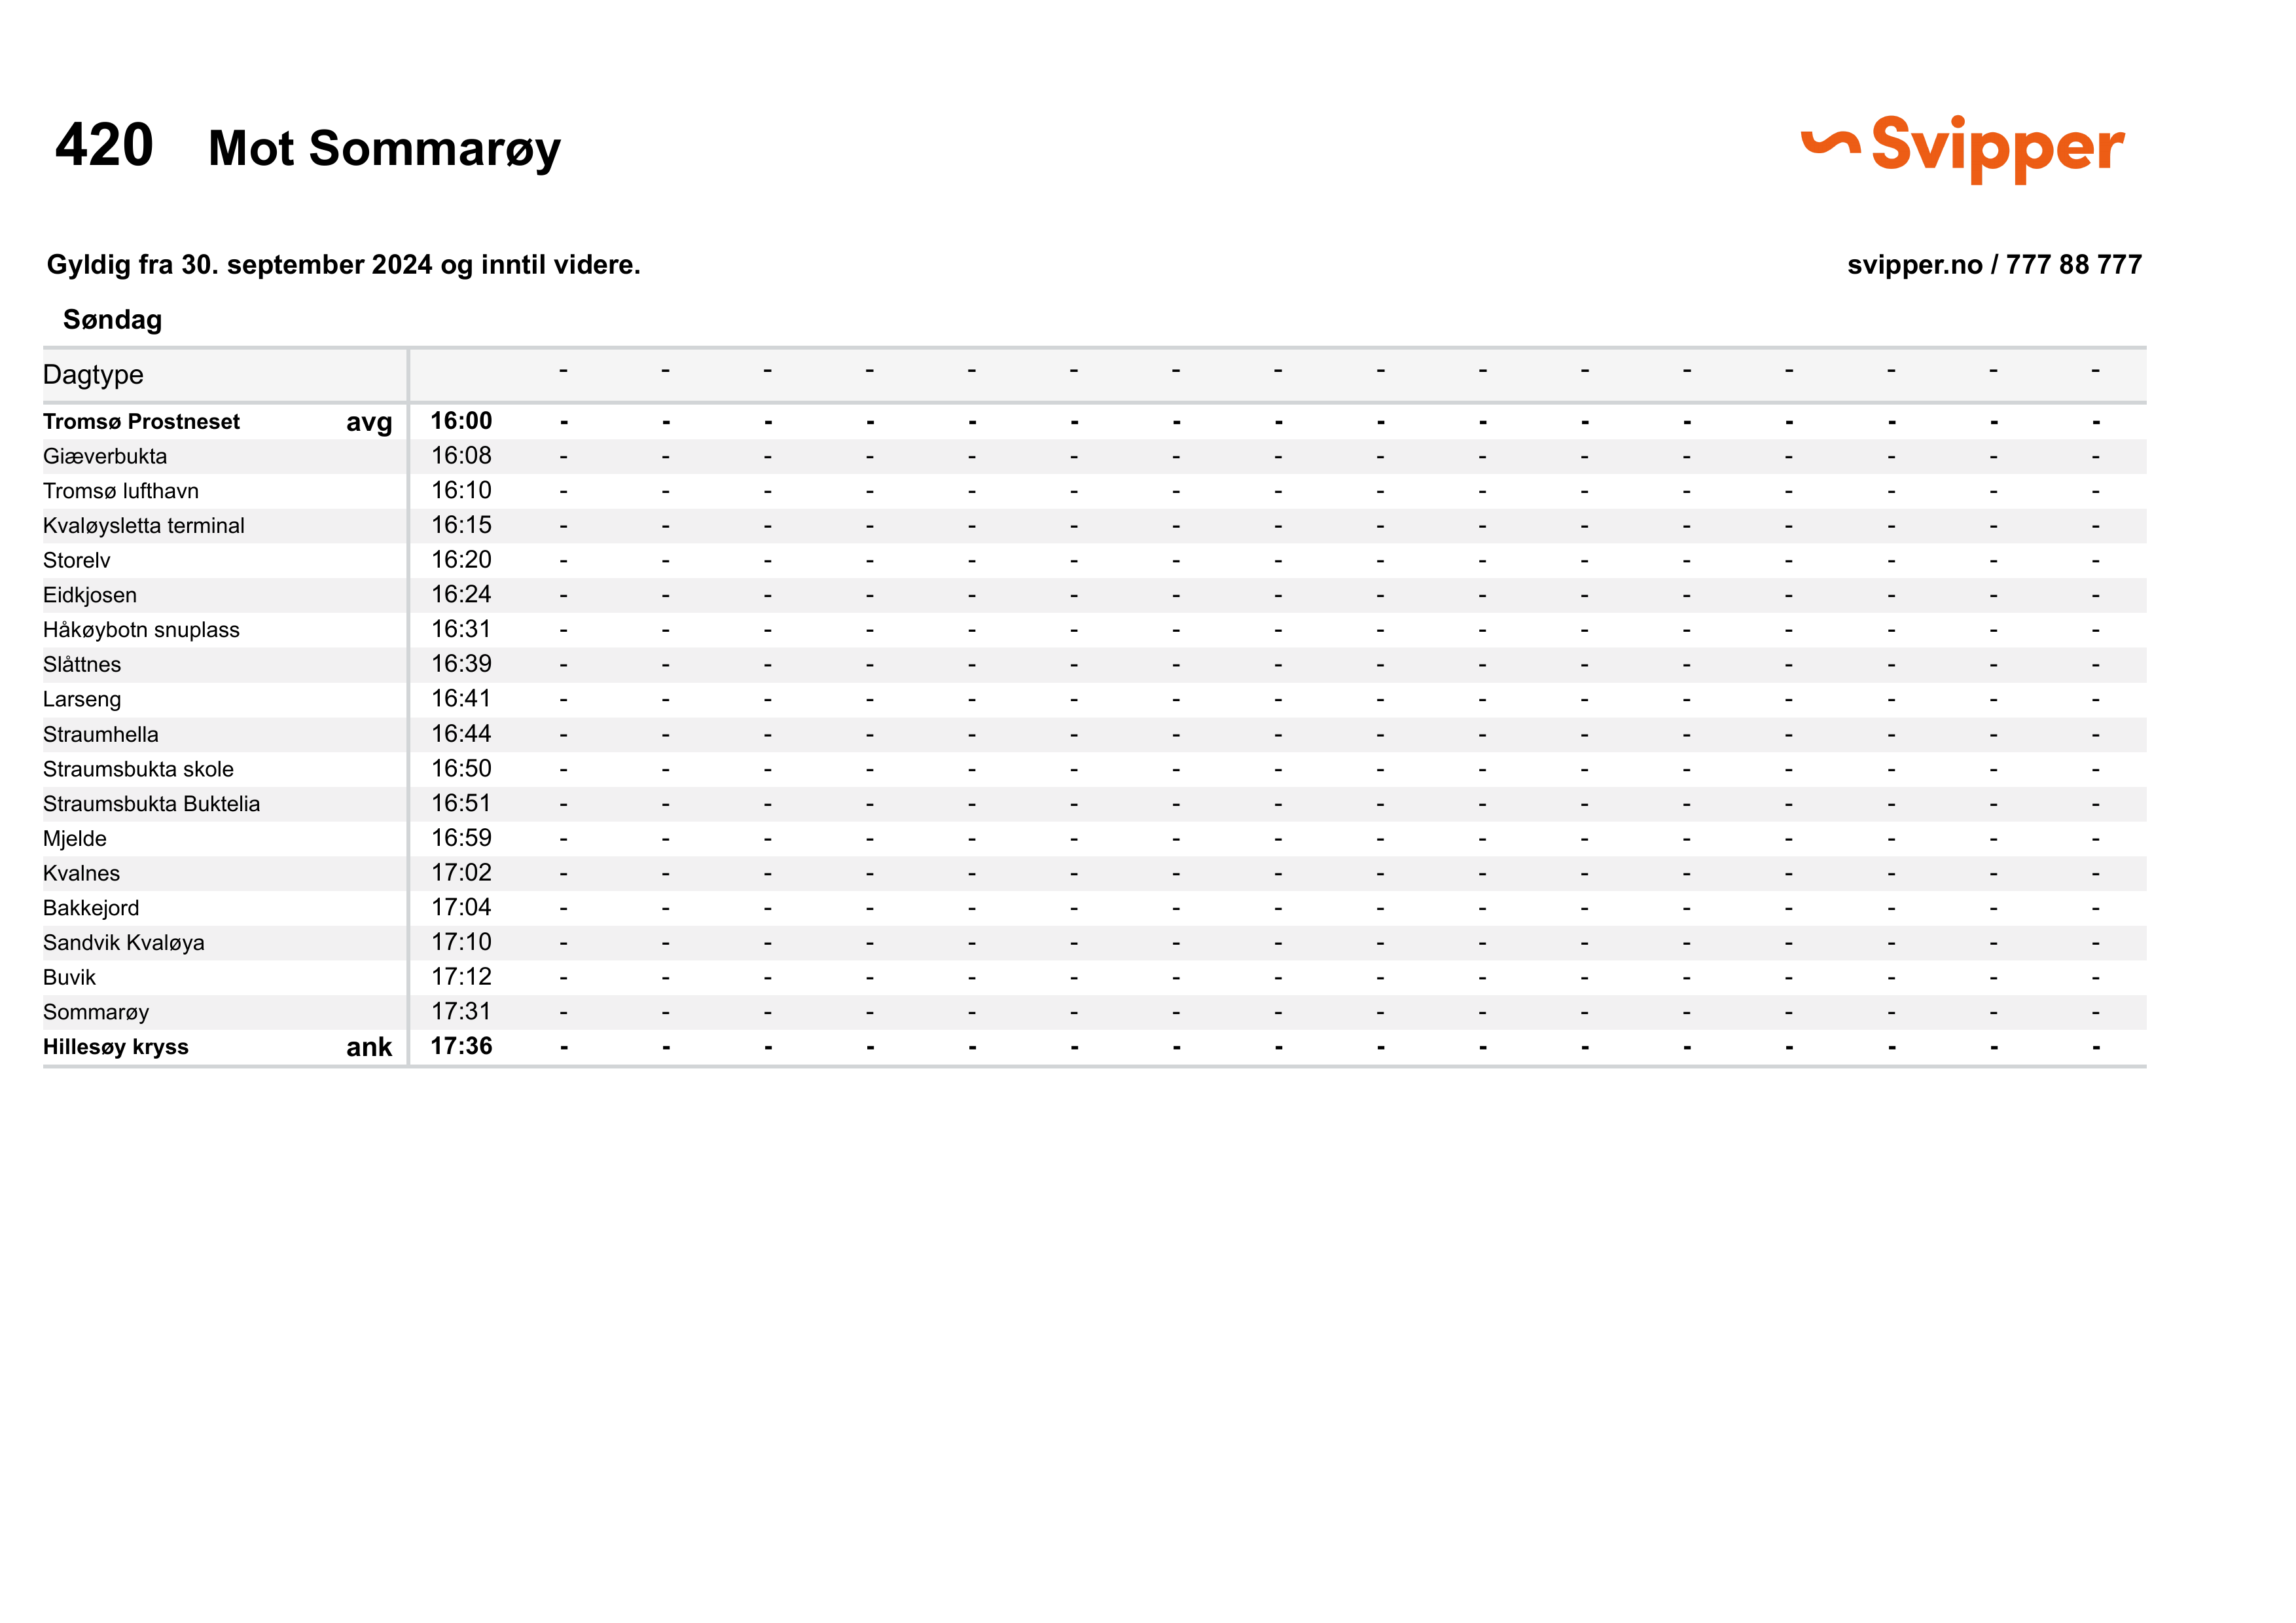 420 Mot Sommarøy
Svipper
Gyldig fra 30. september 2024 og inntil videre.
svipper.no / 777 88 777
Søndag
Dagtype - - - - - - - - - - - - - - - -
Tromsø Prostneset avg 16:00 - - - - - - - - - - - - - - - -
Giæverbukta 16:08 - - - - - - - - - - - - - - - -
Tromsø lufthavn 16:10 - - - - - - - - - - - - - - - -
Kvaløysletta terminal 16:15 - - - - - - - - - - - - - - - -
Storelv 16:20 - - - - - - - - - - - - - - - -
Eidkjosen 16:24 - - - - - - - - - - - - - - - -
Håkøybotn snuplass 16:31 - - - - - - - - - - - - - - - -
Slåttnes 16:39 - - - - - - - - - - - - - - - -
Larseng 16:41 - - - - - - - - - - - - - - - -
Straumhella 16:44 - - - - - - - - - - - - - - - -
Straumsbukta skole 16:50 - - - - - - - - - - - - - - - -
Straumsbukta Buktelia 16:51 - - - - - - - - - - - - - - - -
Mjelde 16:59 - - - - - - - - - - - - - - - -
Kvalnes 17:02 - - - - - - - - - - - - - - - -
Bakkejord 17:04 - - - - - - - - - - - - - - - -
Sandvik Kvaløya 17:10 - - - - - - - - - - - - - - - -
Buvik 17:12 - - - - - - - - - - - - - - - -
Sommarøy 17:31 - - - - - - - - - - - - - - - -
Hillesøy kryss ank 17:36 - - - - - - - - - - - - - - - -